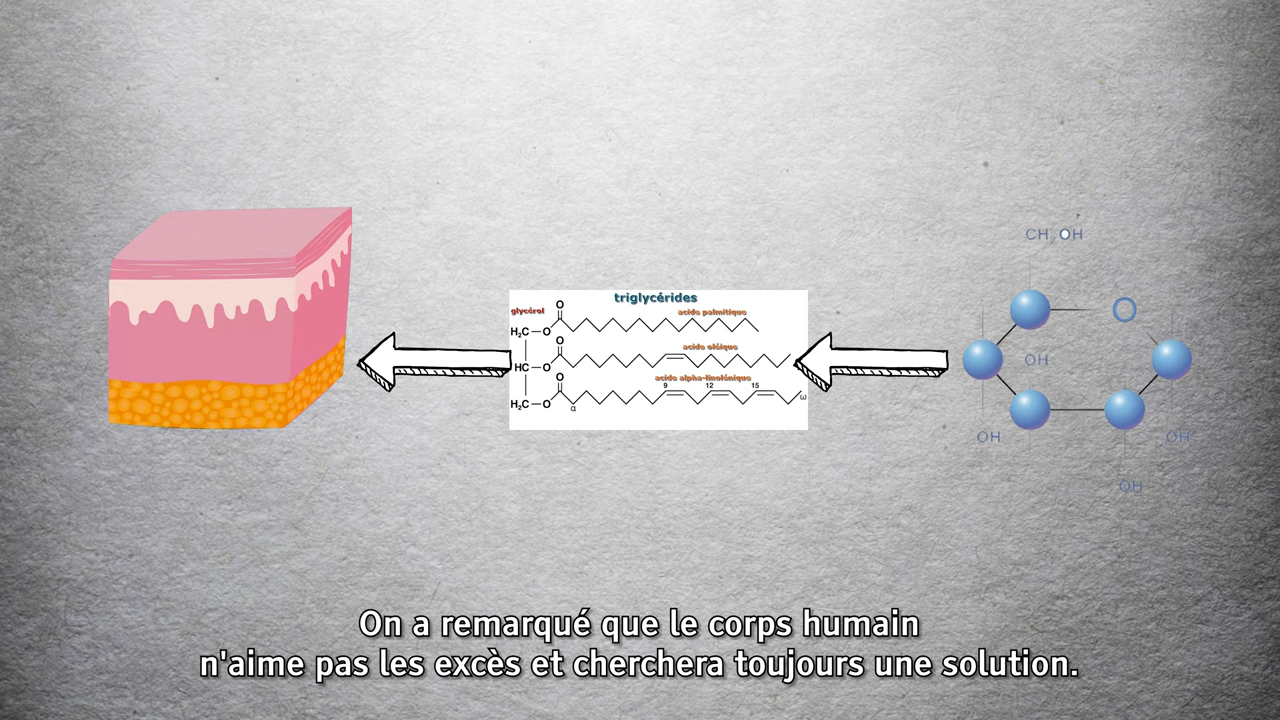 CH₂OH
triglycérides
glycérol
acide palmitique
O
H₂C—O
acide oléique
O
HC—O
OH
acide alpha-linolénique
O
9 12 15
H₂C—O
α
ω
O
OH
OH
OH
On a remarqué que le corps humain
n'aime pas les excès et cherchera toujours une solution.